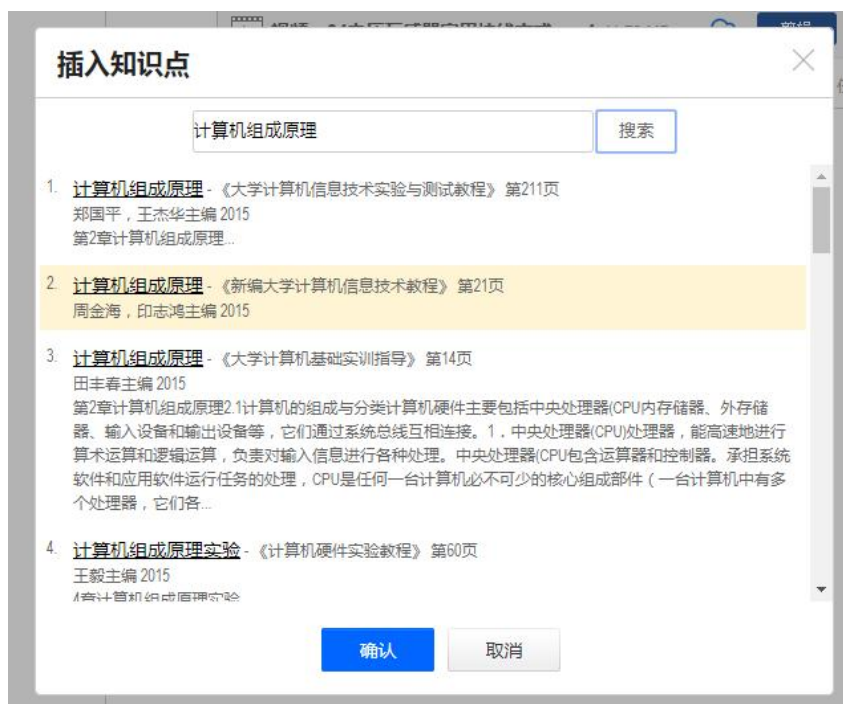 插入知识点
计算机组成原理
搜索
1. 计算机组成原理 - 《大学计算机信息技术实验与测试教程》 第211页
郑国平，王杰华主编 2015
第2章计算机组成原理...
2. 计算机组成原理 - 《新编大学计算机信息技术教程》 第21页
周金海，印志鸿主编 2015
3. 计算机组成原理 - 《大学计算机基础实训指导》 第14页
田丰春主编 2015
第2章计算机组成原理2.1计算机的组成与分类计算机硬件主要包括中央处理器(CPU内存储器、外存储
器、输入设备和输出设备等，它们通过系统总线互相连接。1．中央处理器(CPU)处理器，能高速地进行
算术运算和逻辑运算，负责对输入信息进行各种处理。中央处理器(CPU包含运算器和控制器。承担系统
软件和应用软件运行任务的处理，CPU是任何一台计算机必不可少的核心组成部件（一台计算机中有多
个处理器，它们各...
4. 计算机组成原理实验 - 《计算机硬件实验教程》 第60页
王毅主编 2015
4章计算机组成原理实验
确认
取消